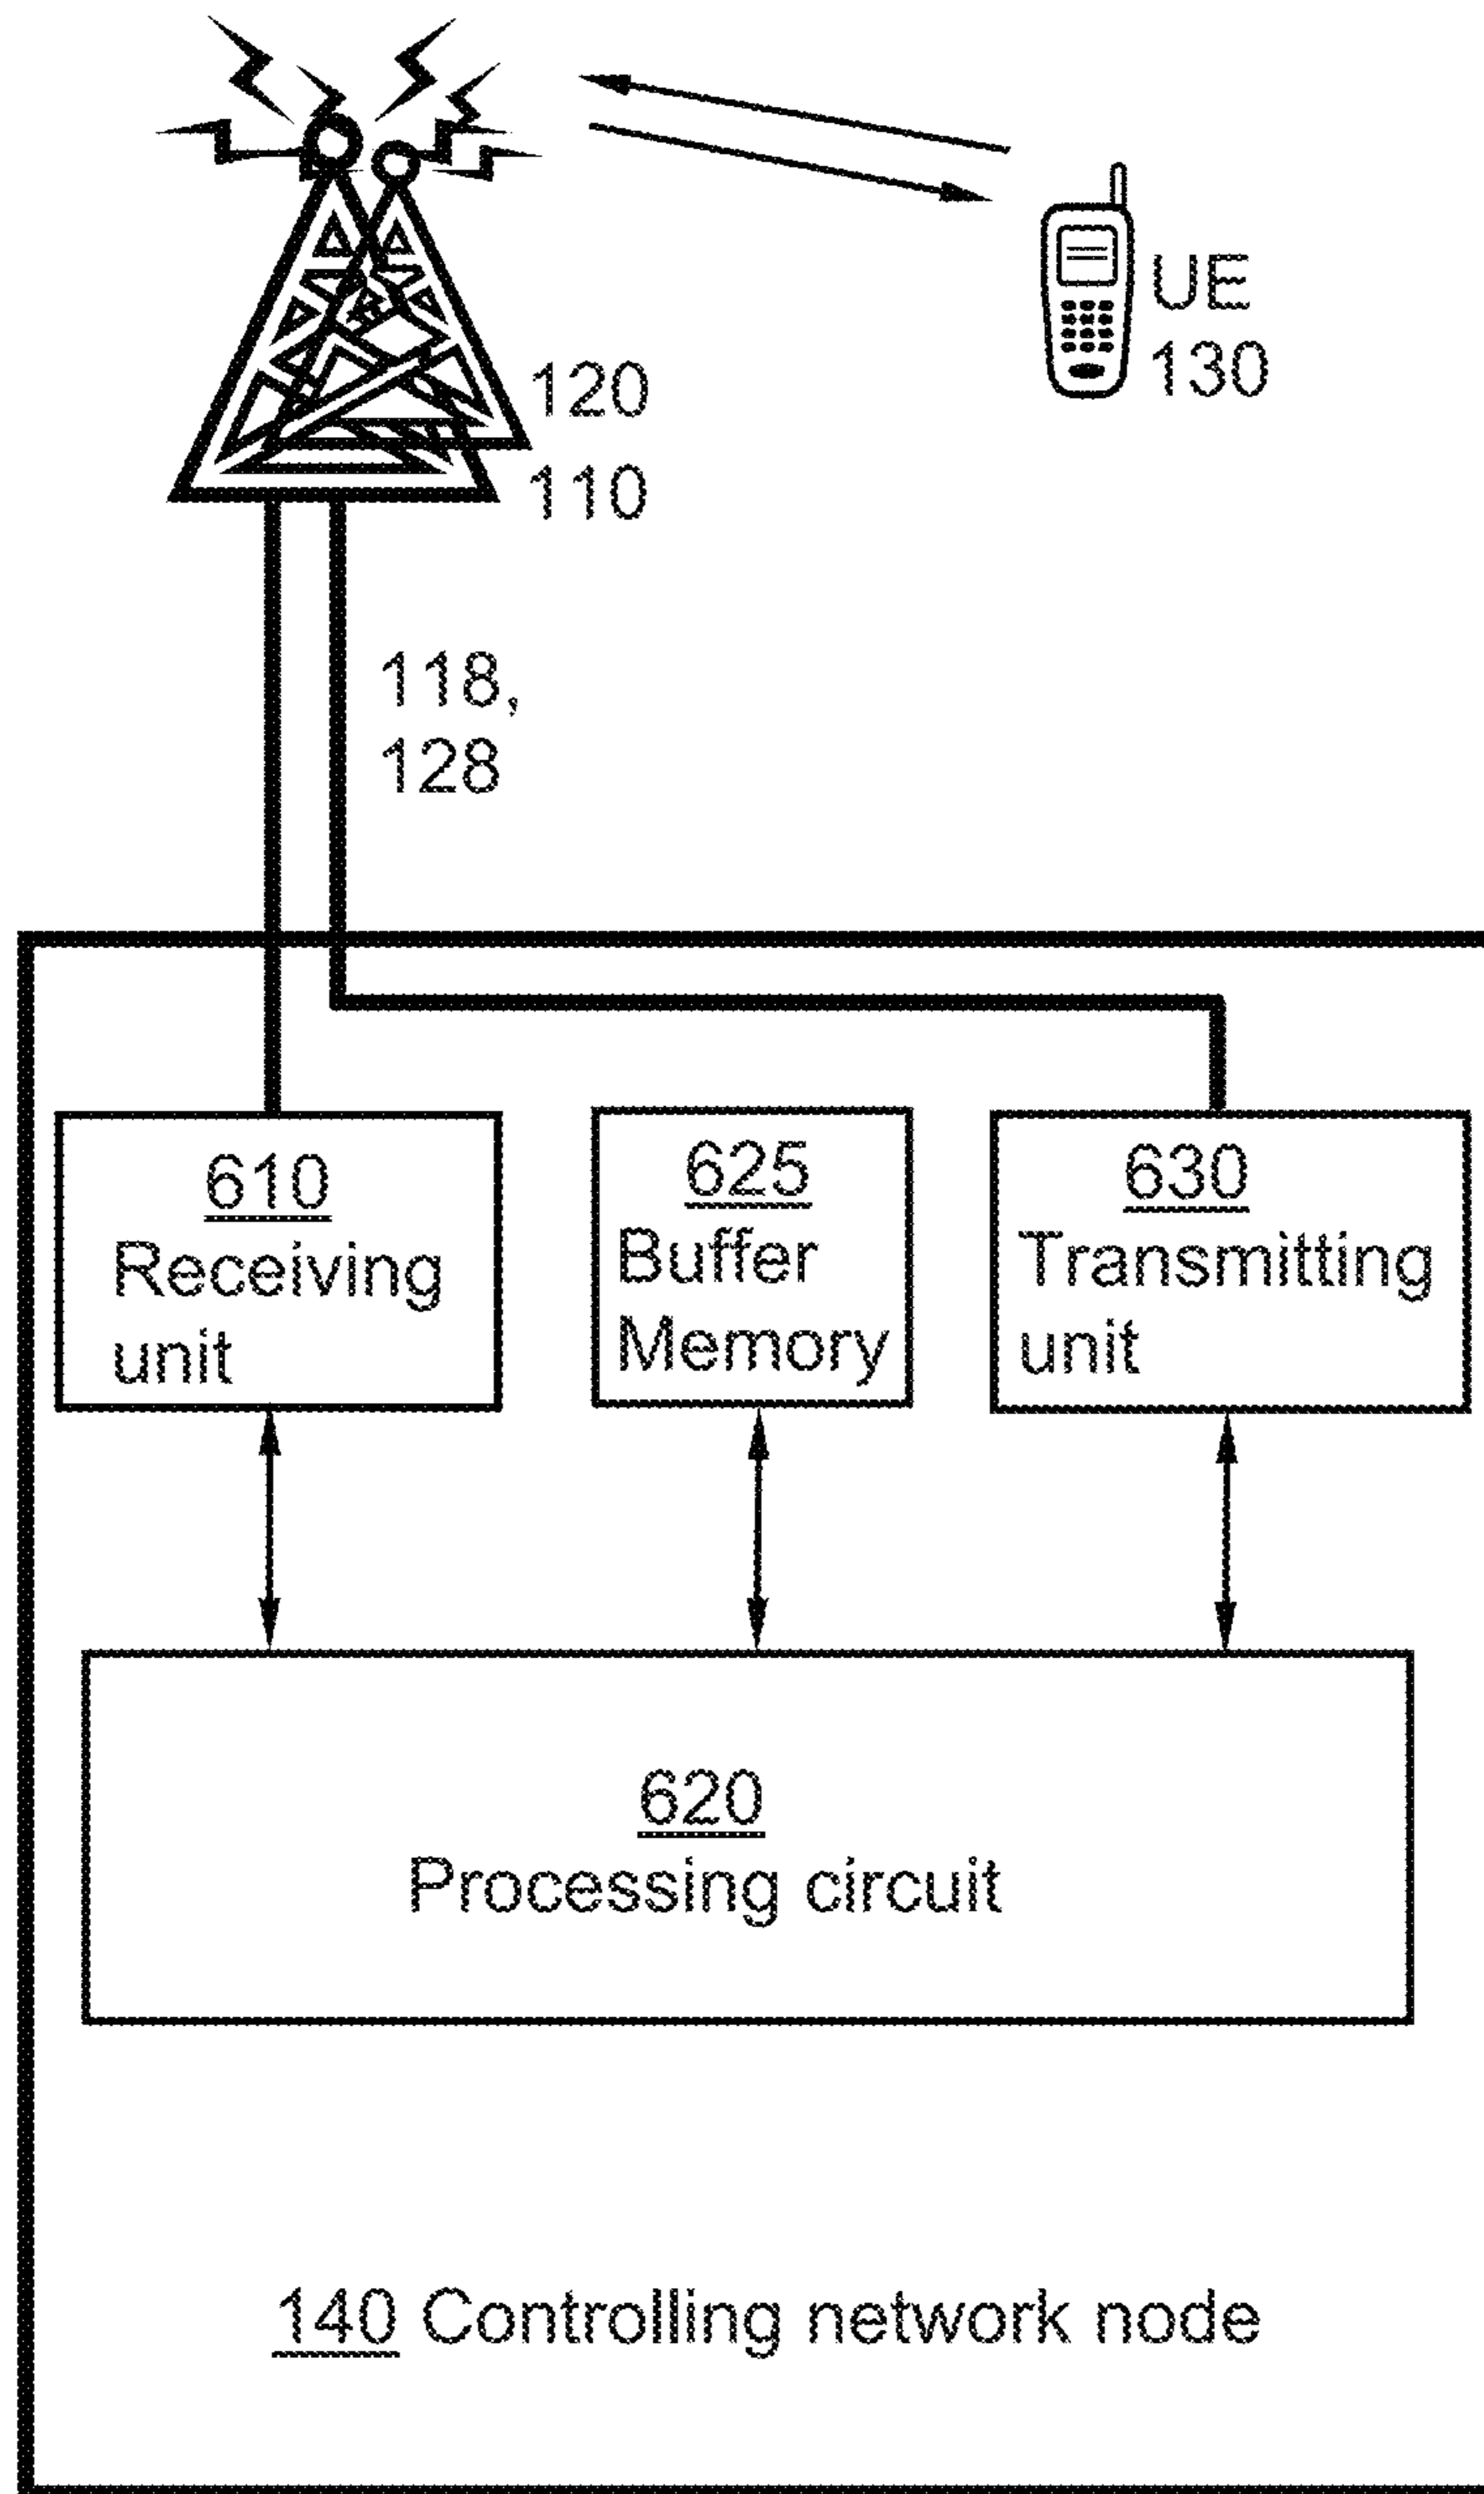 UE
130
120
110
118,
128
610
Receiving
unit
625
Buffer
Memory
630
Transmitting
unit
620
Processing circuit
140 Controlling network node